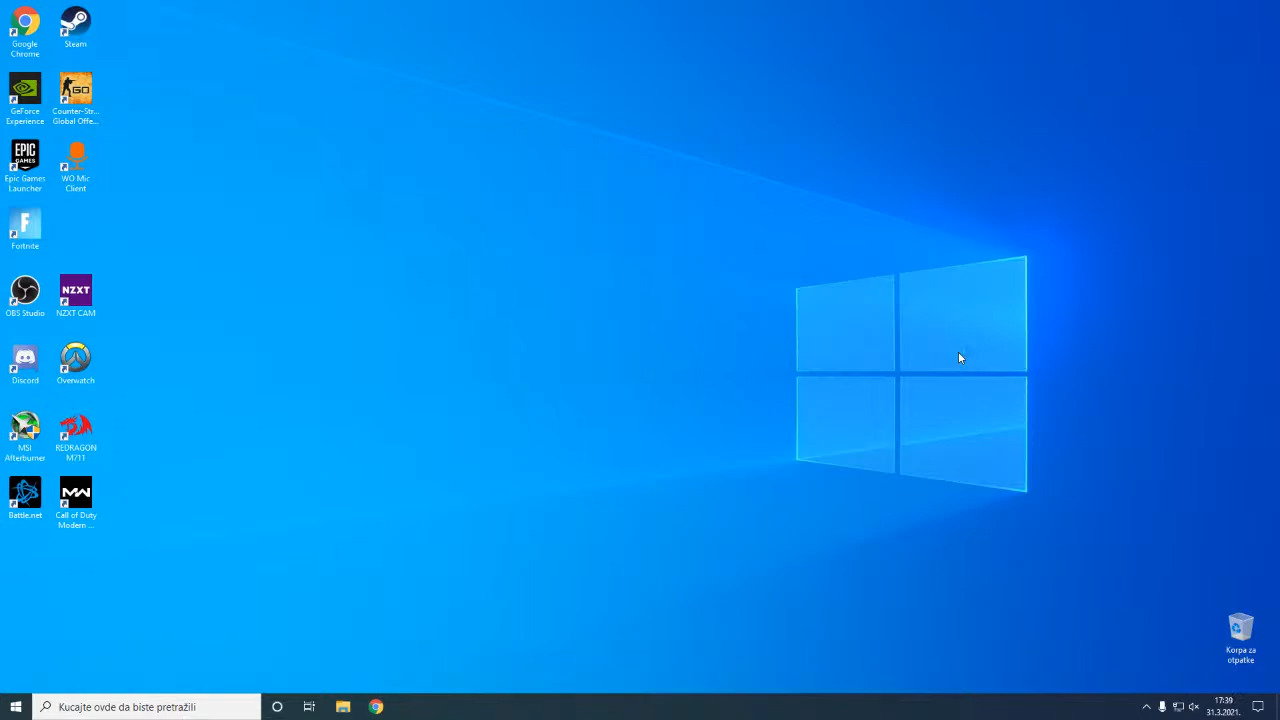 Google
Chrome
Steam
GeForce
Experience
GO
Counter-Str...
Global Offe...
EPIC
GAMES
Epic Games
Launcher
WO Mic
Client
F
Fortnite
OBS Studio
NZXT
NZXT CAM
Discord
Overwatch
MSI
Afterburner
REDRAGON
M711
Battle.net
MW
Call of Duty
Modern ...
Korpa za
otpatke
Kucajte ovde da biste pretražili
17:39
31.3.2021.